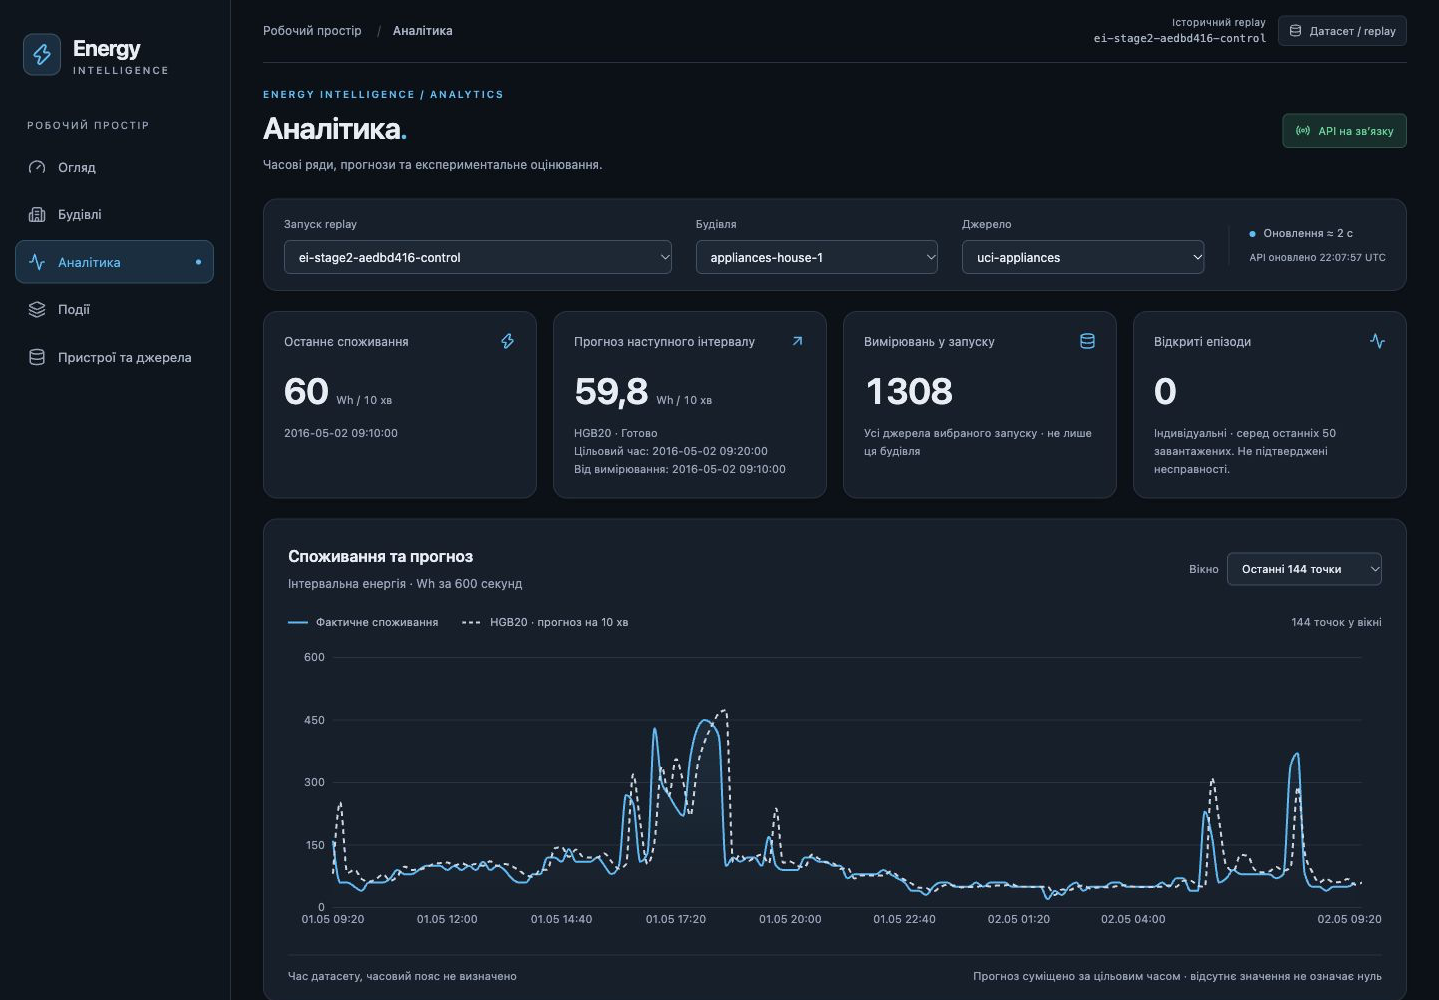 Energy
INTELLIGENCE
РОБОЧИЙ ПРОСТІР
Огляд
Будівлі
Аналітика
Події
Пристрої та джерела
Робочий простір / Аналітика
Історичний replay
ei-stage2-aedbd416-control
Датасет / replay
ENERGY INTELLIGENCE / ANALYTICS
Аналітика.
Часові ряди, прогнози та експериментальне оцінювання.
API на зв'язку
Запуск replay
ei-stage2-aedbd416-control
Будівля
appliances-house-1
Джерело
uci-appliances
Оновлення ≈ 2 с
API оновлено 22:07:57 UTC
Останнє споживання
60 Wh / 10 хв
2016-05-02 09:10:00
Прогноз наступного інтервалу
59,8 Wh / 10 хв
HGB20 · Готово
Цільовий час: 2016-05-02 09:20:00
Від вимірювання: 2016-05-02 09:10:00
Вимірювань у запуску
1308
Усі джерела вибраного запуску · не лише
ця будівля
Відкриті епізоди
0
Індивідуальні · серед останніх 50
завантажених. Не підтверджені
несправності.
Споживання та прогноз
Інтервальна енергія · Wh за 600 секунд
Вікно
Останні 144 точки
Фактичне споживання
HGB20 · прогноз на 10 хв
144 точок у вікні
600
450
300
150
0
01.05 09:20 01.05 12:00 01.05 14:40 01.05 17:20 01.05 20:00 01.05 22:40 02.05 01:20 02.05 04:00 02.05 09:20
Час датасету, часовий пояс не визначено
Прогноз суміщено за цільовим часом · відсутнє значення не означає нуль